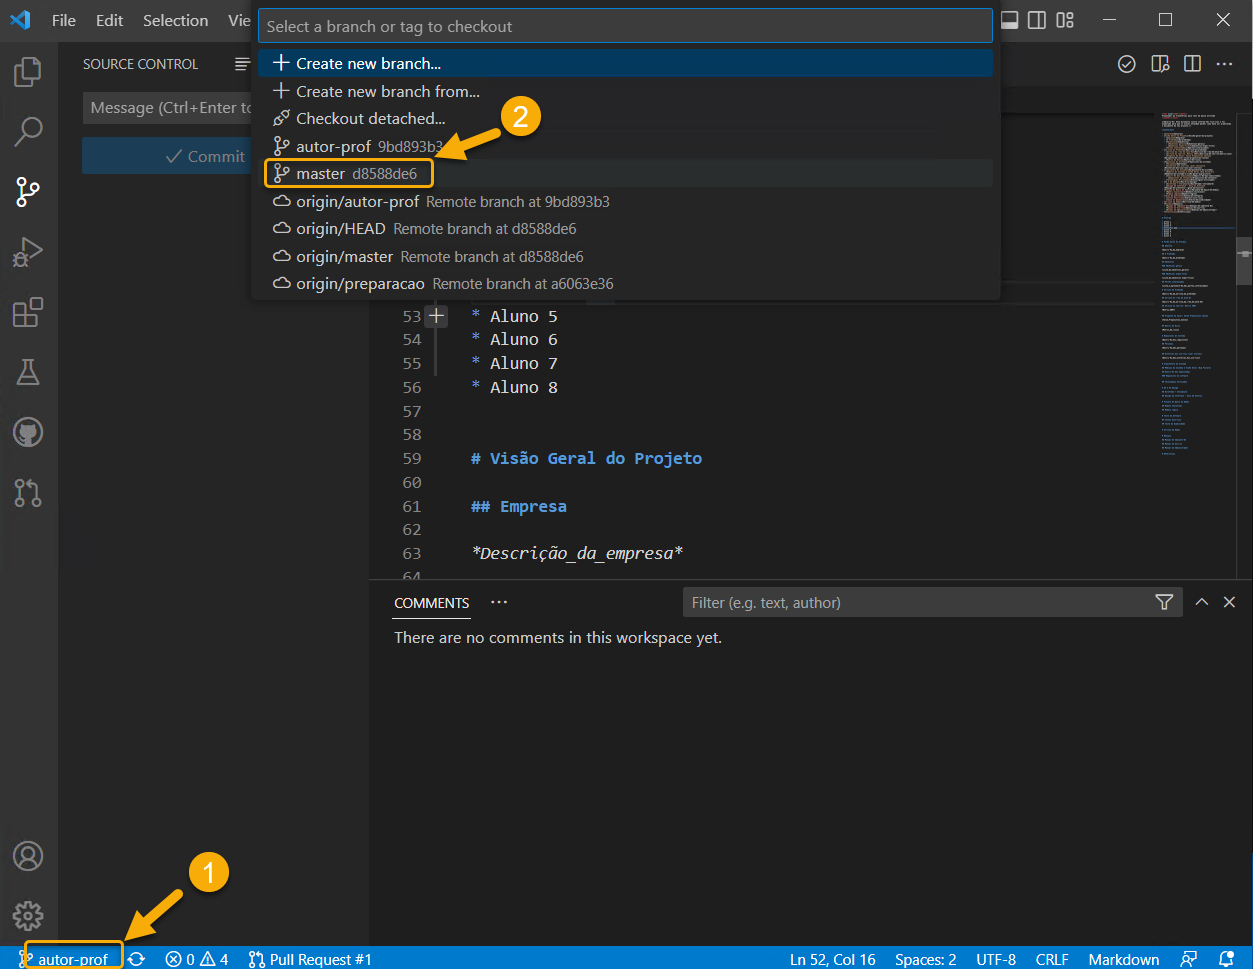 File Edit Selection Vie
Select a branch or tag to checkout
SOURCE CONTROL
Create new branch...
Create new branch from...
Message (Ctrl+Enter to
Checkout detached...
2
autor-prof 9bd893b3
Commit
master d8588de6
origin/autor-prof Remote branch at 9bd893b3
origin/HEAD Remote branch at d8588de6
origin/master Remote branch at d8588de6
origin/preparacao Remote branch at a6063e36
53 * Aluno 5
54 * Aluno 6
55 * Aluno 7
56 * Aluno 8
57
58
59 # Visão Geral do Projeto
60
61 ## Empresa
62
63 *Descrição_da_empresa*
64
COMMENTS
Filter (e.g. text, author)
There are no comments in this workspace yet.
1
autor-prof 0 4 Pull Request #1 Ln 52, Col 16 Spaces: 2 UTF-8 CRLF Markdown